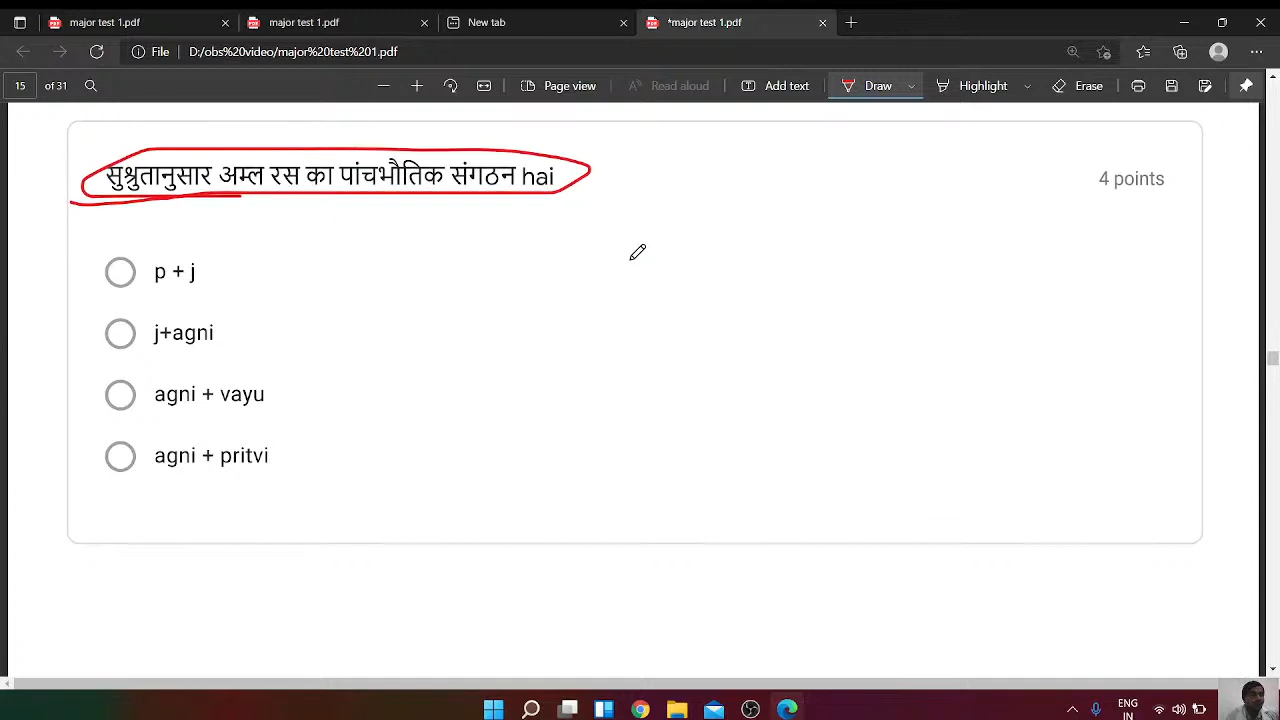 major test 1.pdf
major test 1.pdf
New tab
*major test 1.pdf
File
D:/obs%20video/major%20test%201.pdf
15 of 31
Page view
Read aloud
Add text
Draw
Highlight
Erase
सुश्रुतानुसार अम्ल रस का पांचभौतिक संगठन hai
4 points
p + j
j+agni
agni + vayu
agni + pritvi
ENG
IN